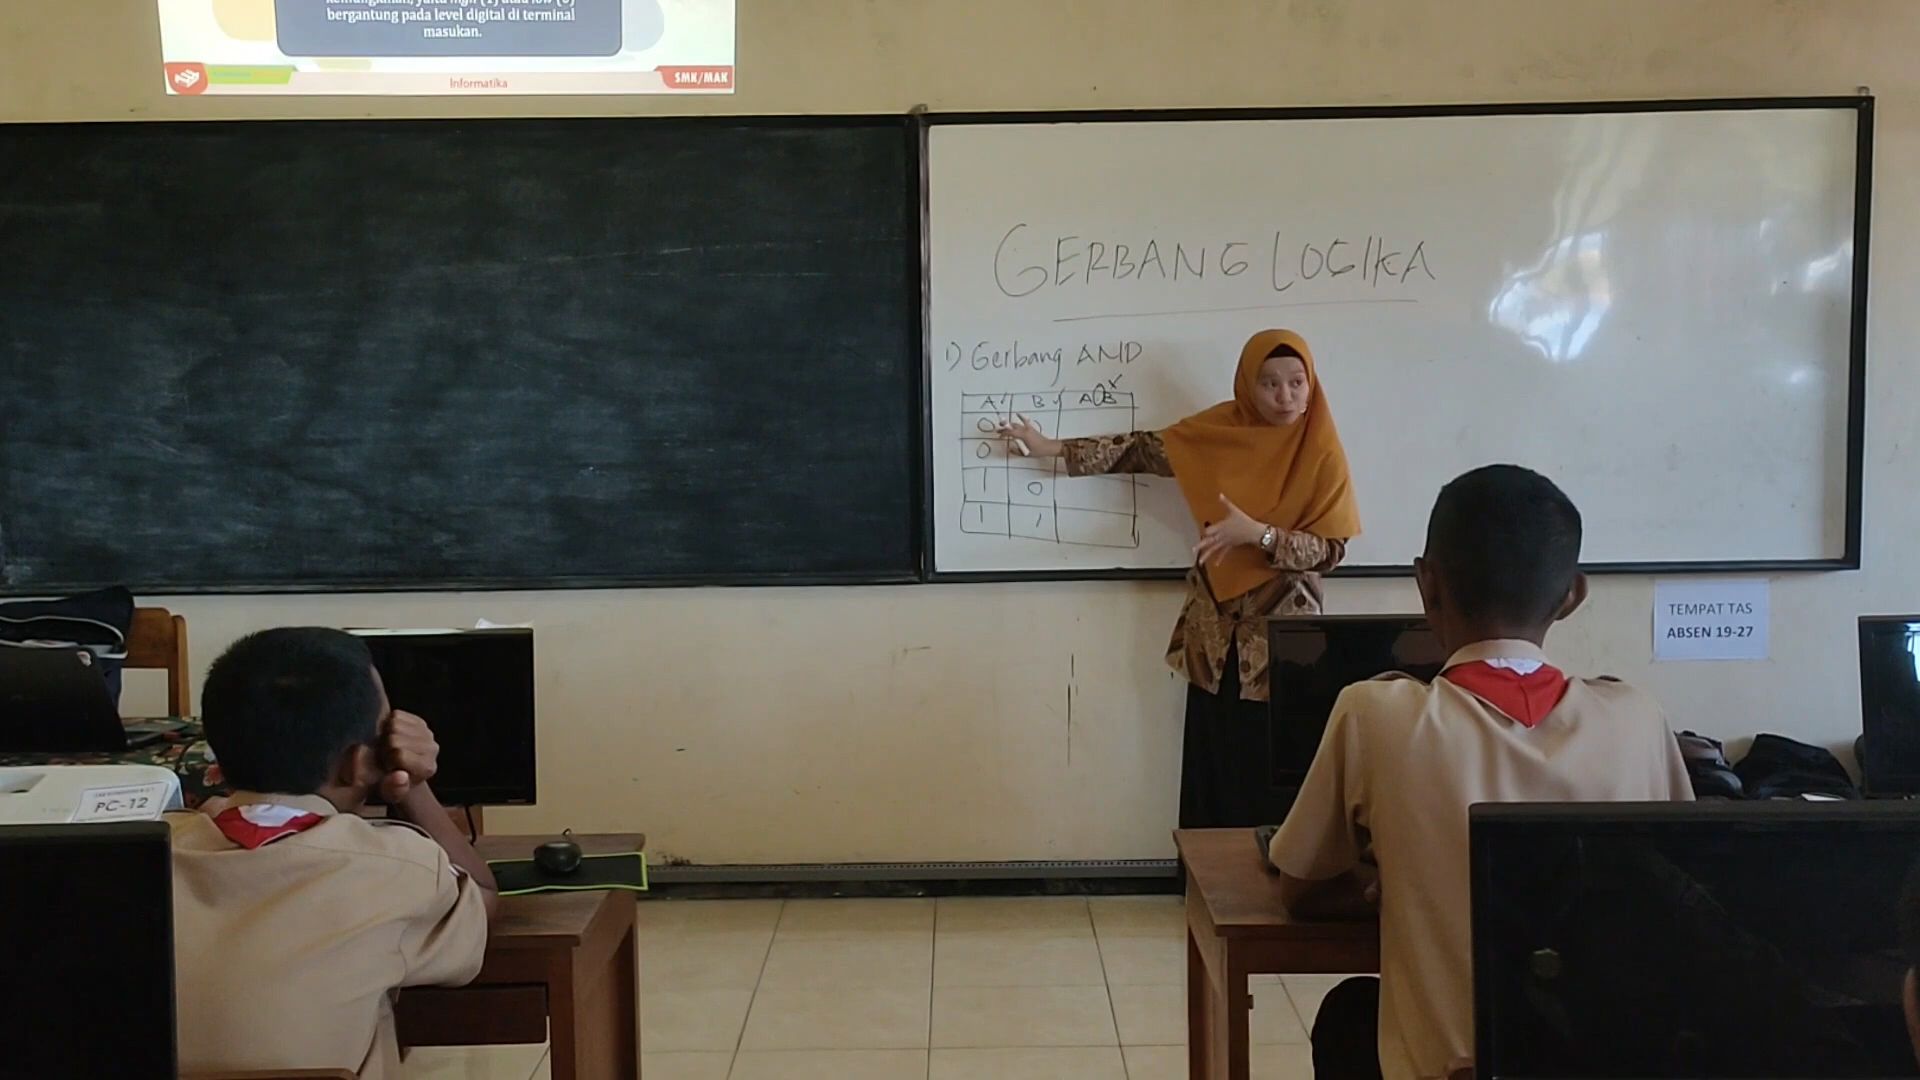 bergantung pada level digital di terminal
masukan.
Informatika
SMK/MAK
GERBANG LOGIKA
1) Gerbang AND
A B A B
0
0
1 0
1 1
TEMPAT TAS
ABSEN 19-27
PC-12